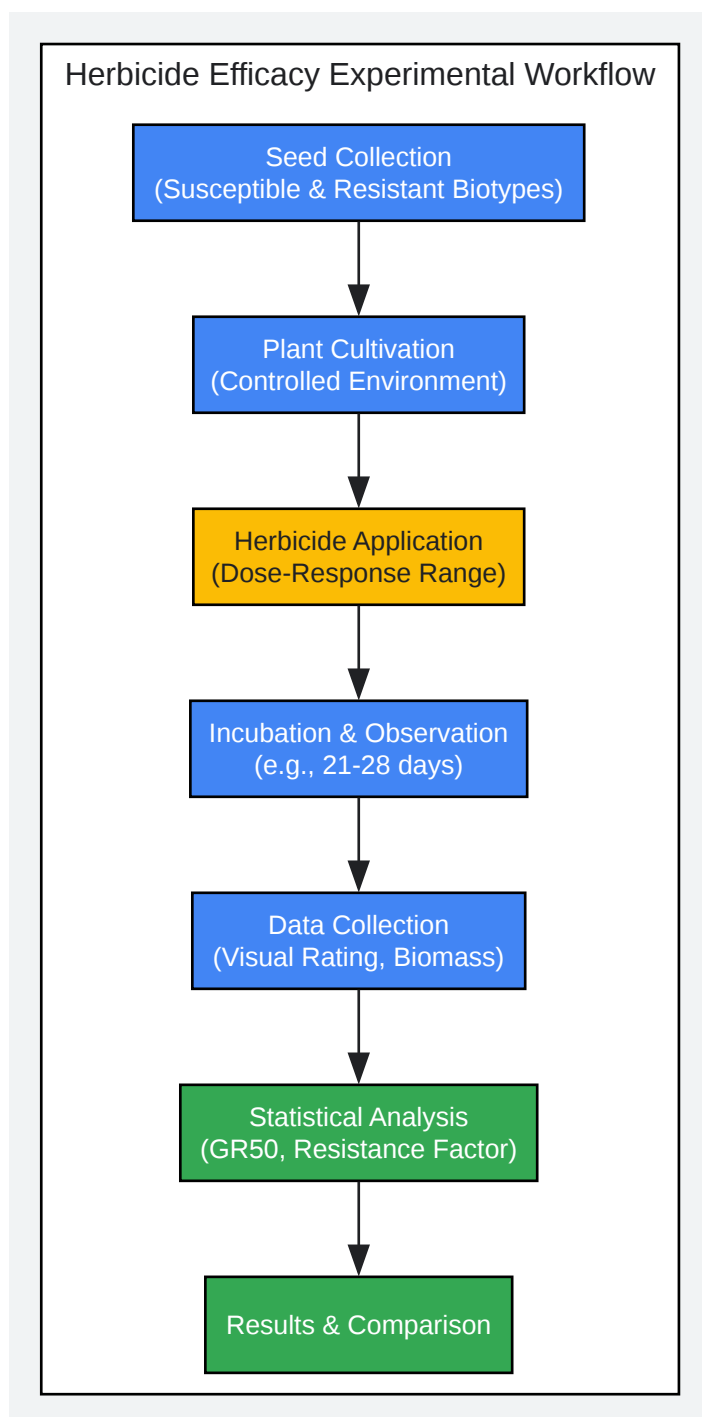 Herbicide Efficacy Experimental Workflow
Seed Collection
(Susceptible & Resistant Biotypes)
Plant Cultivation
(Controlled Environment)
Herbicide Application
(Dose-Response Range)
Incubation & Observation
(e.g., 21-28 days)
Data Collection
(Visual Rating, Biomass)
Statistical Analysis
(GR50, Resistance Factor)
Results & Comparison